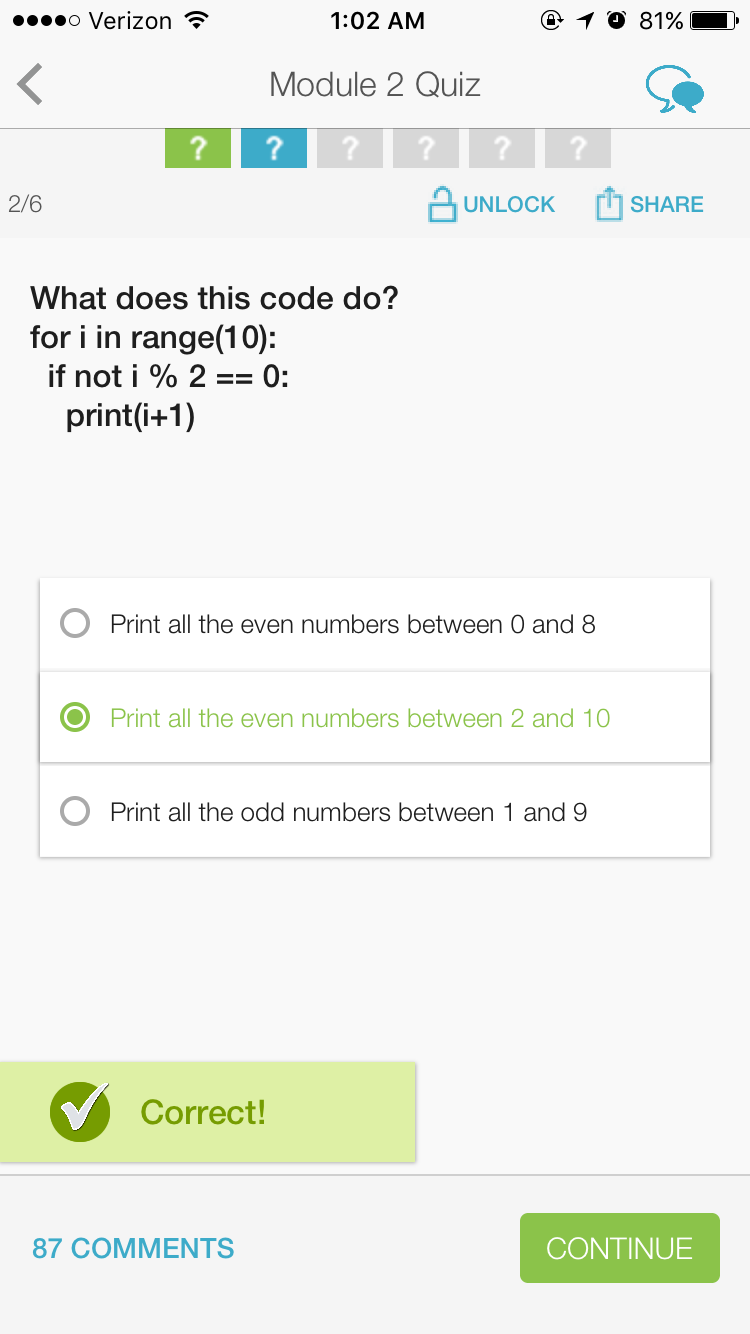 Verizon 1:02 AM 81%
Module 2 Quiz
? ? ? ? ? ?
2/6 UNLOCK SHARE
What does this code do?
for i in range(10):
  if not i % 2 == 0:
    print(i+1)
Print all the even numbers between 0 and 8
Print all the even numbers between 2 and 10
Print all the odd numbers between 1 and 9
Correct!
87 COMMENTS CONTINUE